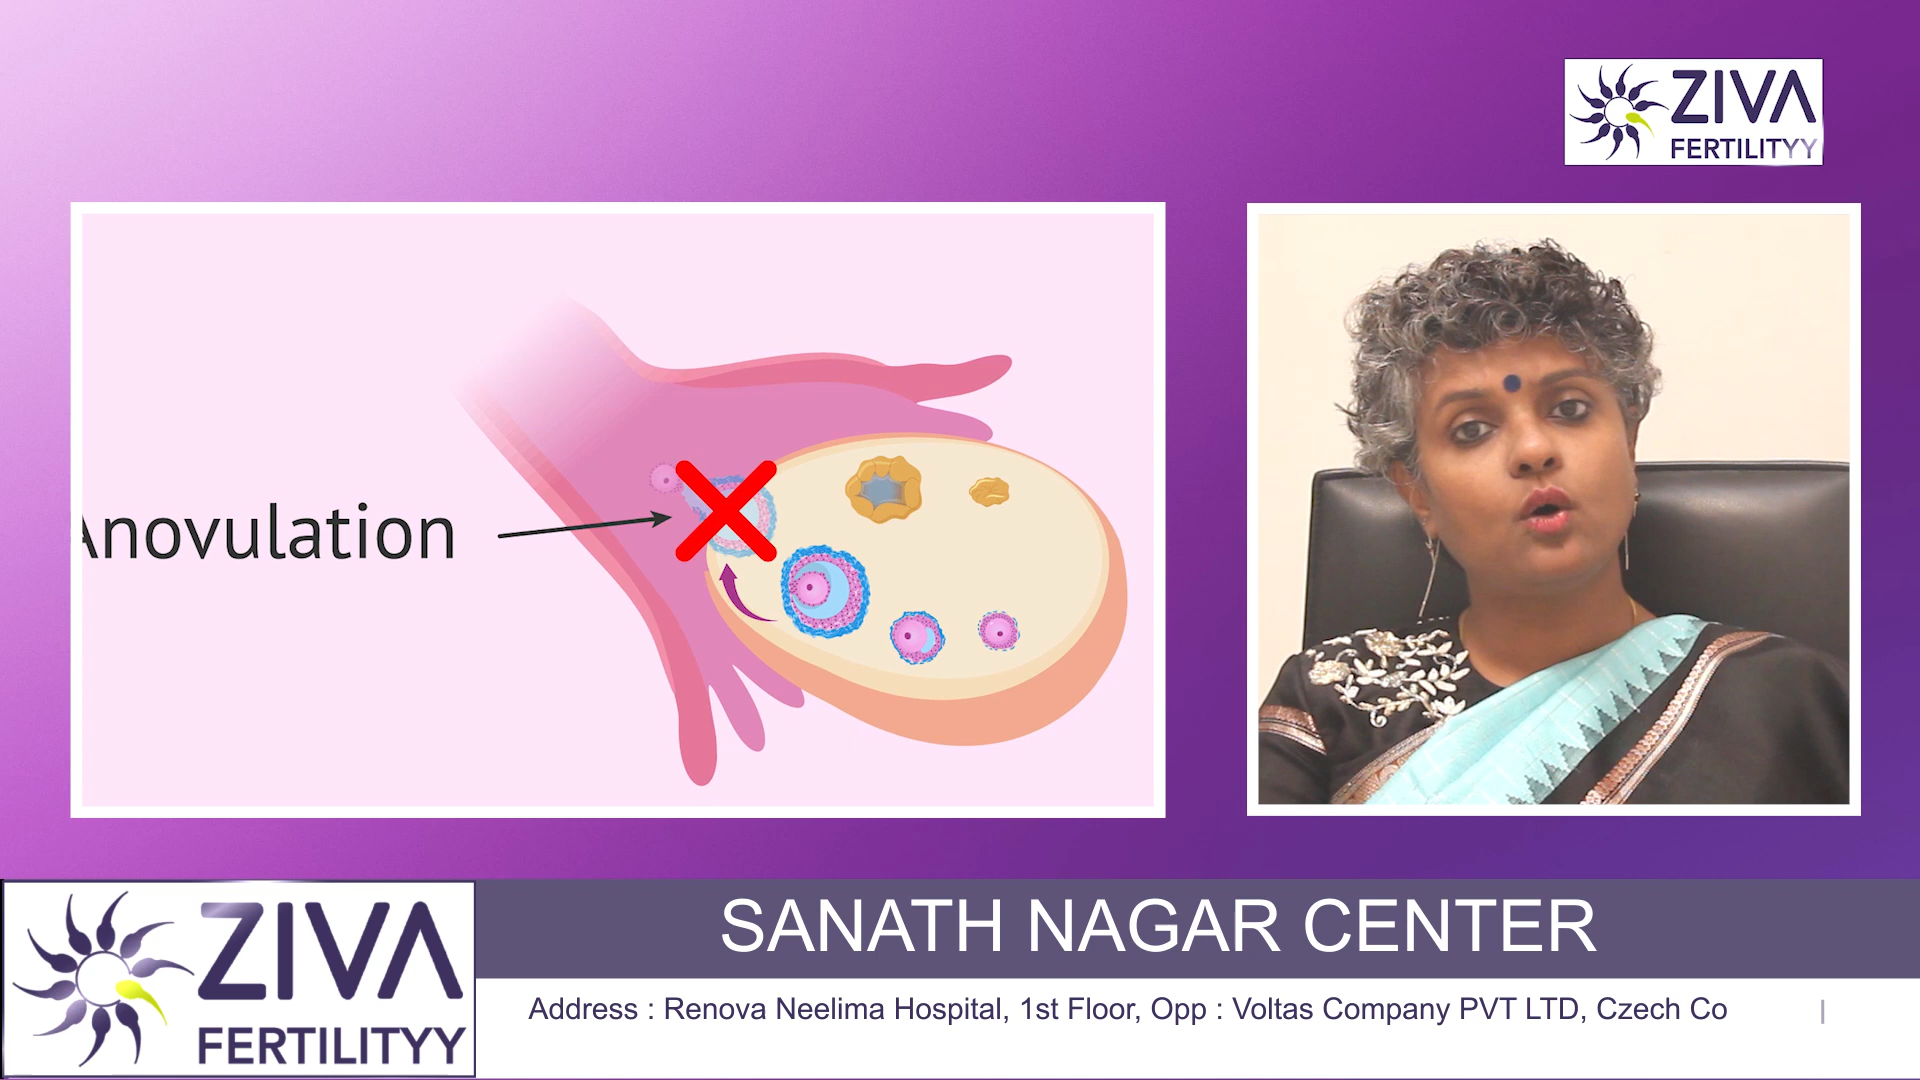 ZIVA
FERTILITYY
Anovulation
ZIVA
FERTILITYY
SANATH NAGAR CENTER
Address : Renova Neelima Hospital, 1st Floor, Opp : Voltas Company PVT LTD, Czech Co